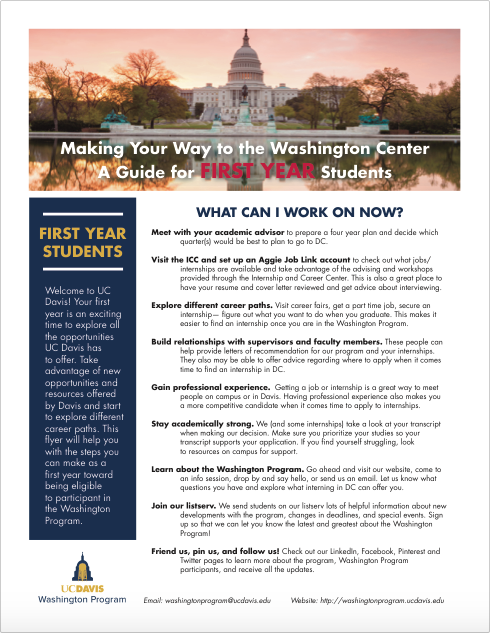 Making Your Way to the Washington Center
A Guide for FIRST YEAR Students
FIRST YEAR
STUDENTS
Welcome to UC
Davis! Your first
year is an exciting
time to explore all
the opportunities
UC Davis has
to offer. Take
advantage of new
opportunities and
resources offered
by Davis and start
to explore different
career paths. This
flyer will help you
with the steps you
can make as a
first year toward
being eligible
to participate in
the Washington
Program.
WHAT CAN I WORK ON NOW?
Meet with your academic advisor to prepare a four year plan and decide which
quarter(s) would be best to plan to go to DC.
Visit the ICC and set up an Aggie Job Link account to check out what jobs/
internships are available and take advantage of the advising and workshops
provided through the Internship and Career Center. This is also a great place to
have your resume and cover letter reviewed and get advice about interviewing.
Explore different career paths. Visit career fairs, get a part time job, secure an
internship— figure out what you want to do when you graduate. This makes it
easier to find an internship once you are in the Washington Program.
Build relationships with supervisors and faculty members. These people can
help provide letters of recommendation for our program and your internships.
They also may be able to offer advice regarding where to apply when it comes
time to find an internship in DC.
Gain professional experience. Getting a job or internship is a great way to meet
people on campus or in Davis. Having professional experience also makes you
a more competitive candidate when it comes time to apply to internships.
Stay academically strong. We (and some internships) take a look at your transcript
when making our decision. Make sure you prioritize your studies so your
transcript supports your application. If you find yourself struggling, look
to resources on campus for support.
Learn about the Washington Program. Go ahead and visit our website, come to
an info session, drop by and say hello, or send us an email. Let us know what
questions you have and explore what interning in DC can offer you.
Join our listserv. We send students on our listserv lots of helpful information about new
developments with the program, changes in deadlines, and special events. Sign
up so that we can let you know the latest and greatest about the Washington
Program!
Friend us, pin us, and follow us! Check out our LinkedIn, Facebook, Pinterest and
Twitter pages to learn more about the program, Washington Program
participants, and receive all the updates.
UCDAVIS
Washington Program
Email: washingtonprogram@ucdavis.edu Website: http://washingtonprogram.ucdavis.edu